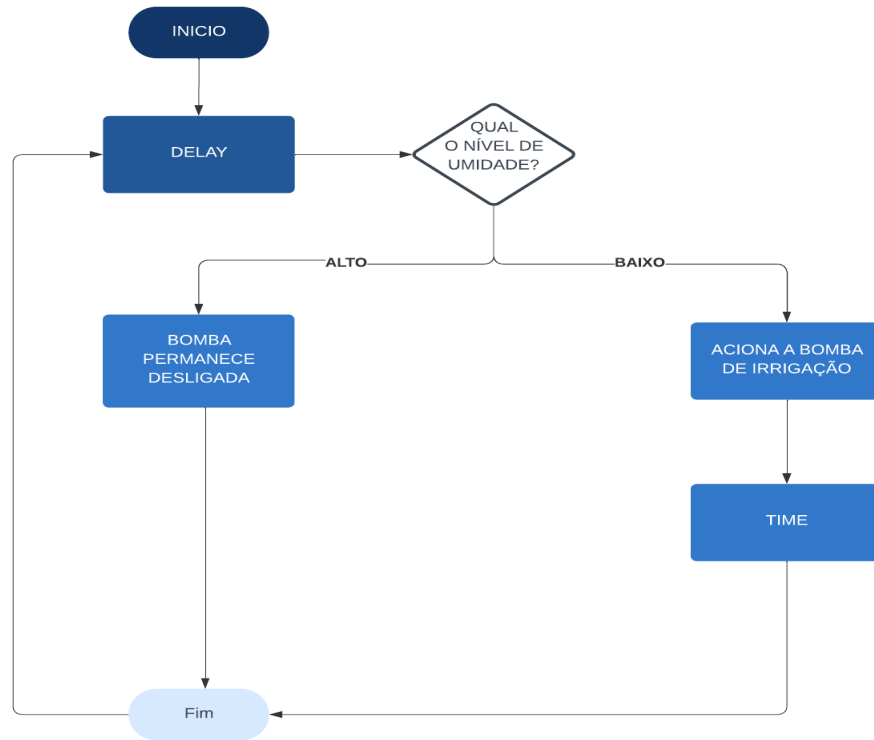 INICIO
DELAY
QUAL
O NÍVEL DE
UMIDADE?
ALTO
BAIXO
BOMBA
PERMANECE
DESLIGADA
ACIONA A BOMBA
DE IRRIGAÇÃO
TIME
Fim